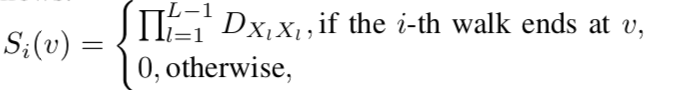 S_i(v) = { ∏_{l=1}^{L−1} D_{X_l X_l}, if the i-th walk ends at v,
0, otherwise,